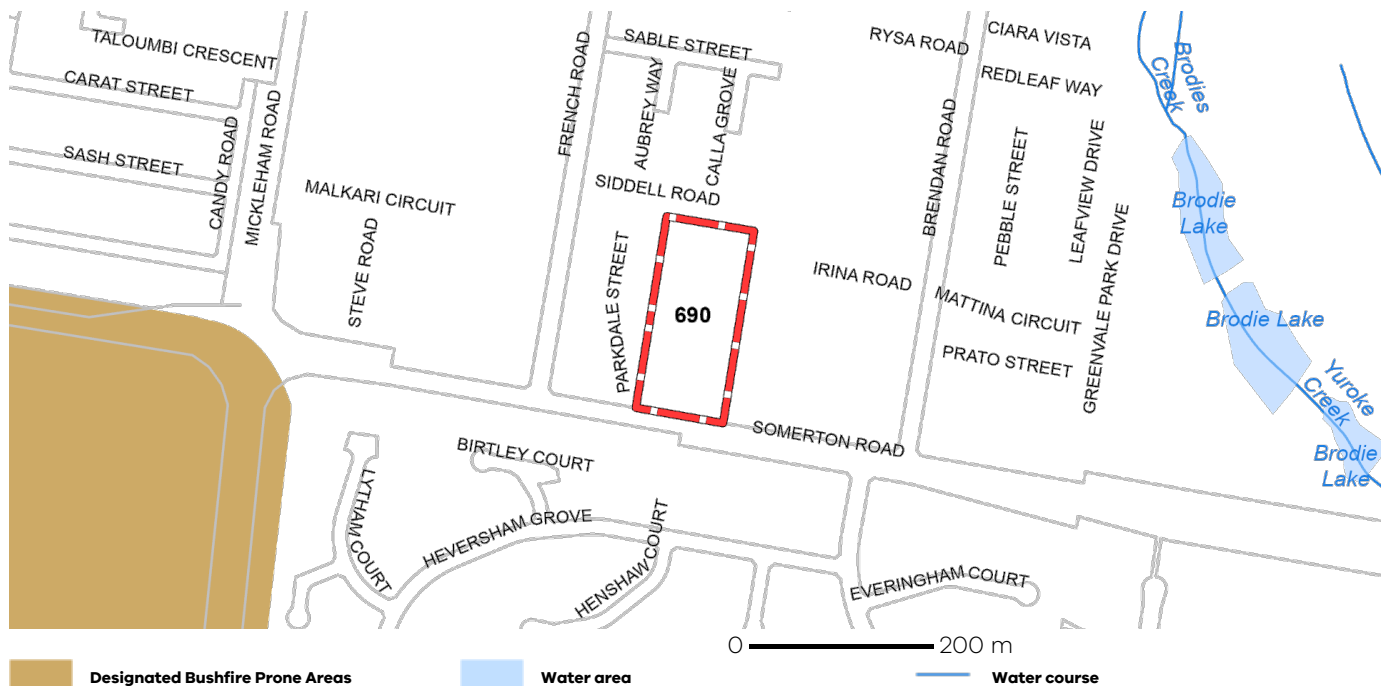 TALOUMBI CRESCENT
CARAT STREET
SASH STREET
CANDY ROAD
MICKLEHAM ROAD
MALKARI CIRCUIT
STEVE ROAD
FRENCH ROAD
SABLE STREET
AUBREY WAY
CALLA GROVE
SIDDELL ROAD
PARKDALE STREET
690
RYSA ROAD
CIARA VISTA
REDLEAF WAY
BRENDAN ROAD
PEBBLE STREET
LEAFVIEW DRIVE
GREENVALE PARK DRIVE
IRINA ROAD
MATTINA CIRCUIT
PRATO STREET
Brodies
Creek
Brodie
Lake
Brodie Lake
Yuroke
Creek
Brodie
Lake
SOMERTON ROAD
BIRTLEY COURT
LYTHAM COURT
HEVERSHAM GROVE
HENSHAW COURT
EVERINGHAM COURT
0 200 m
Designated Bushfire Prone Areas
Water area
Water course